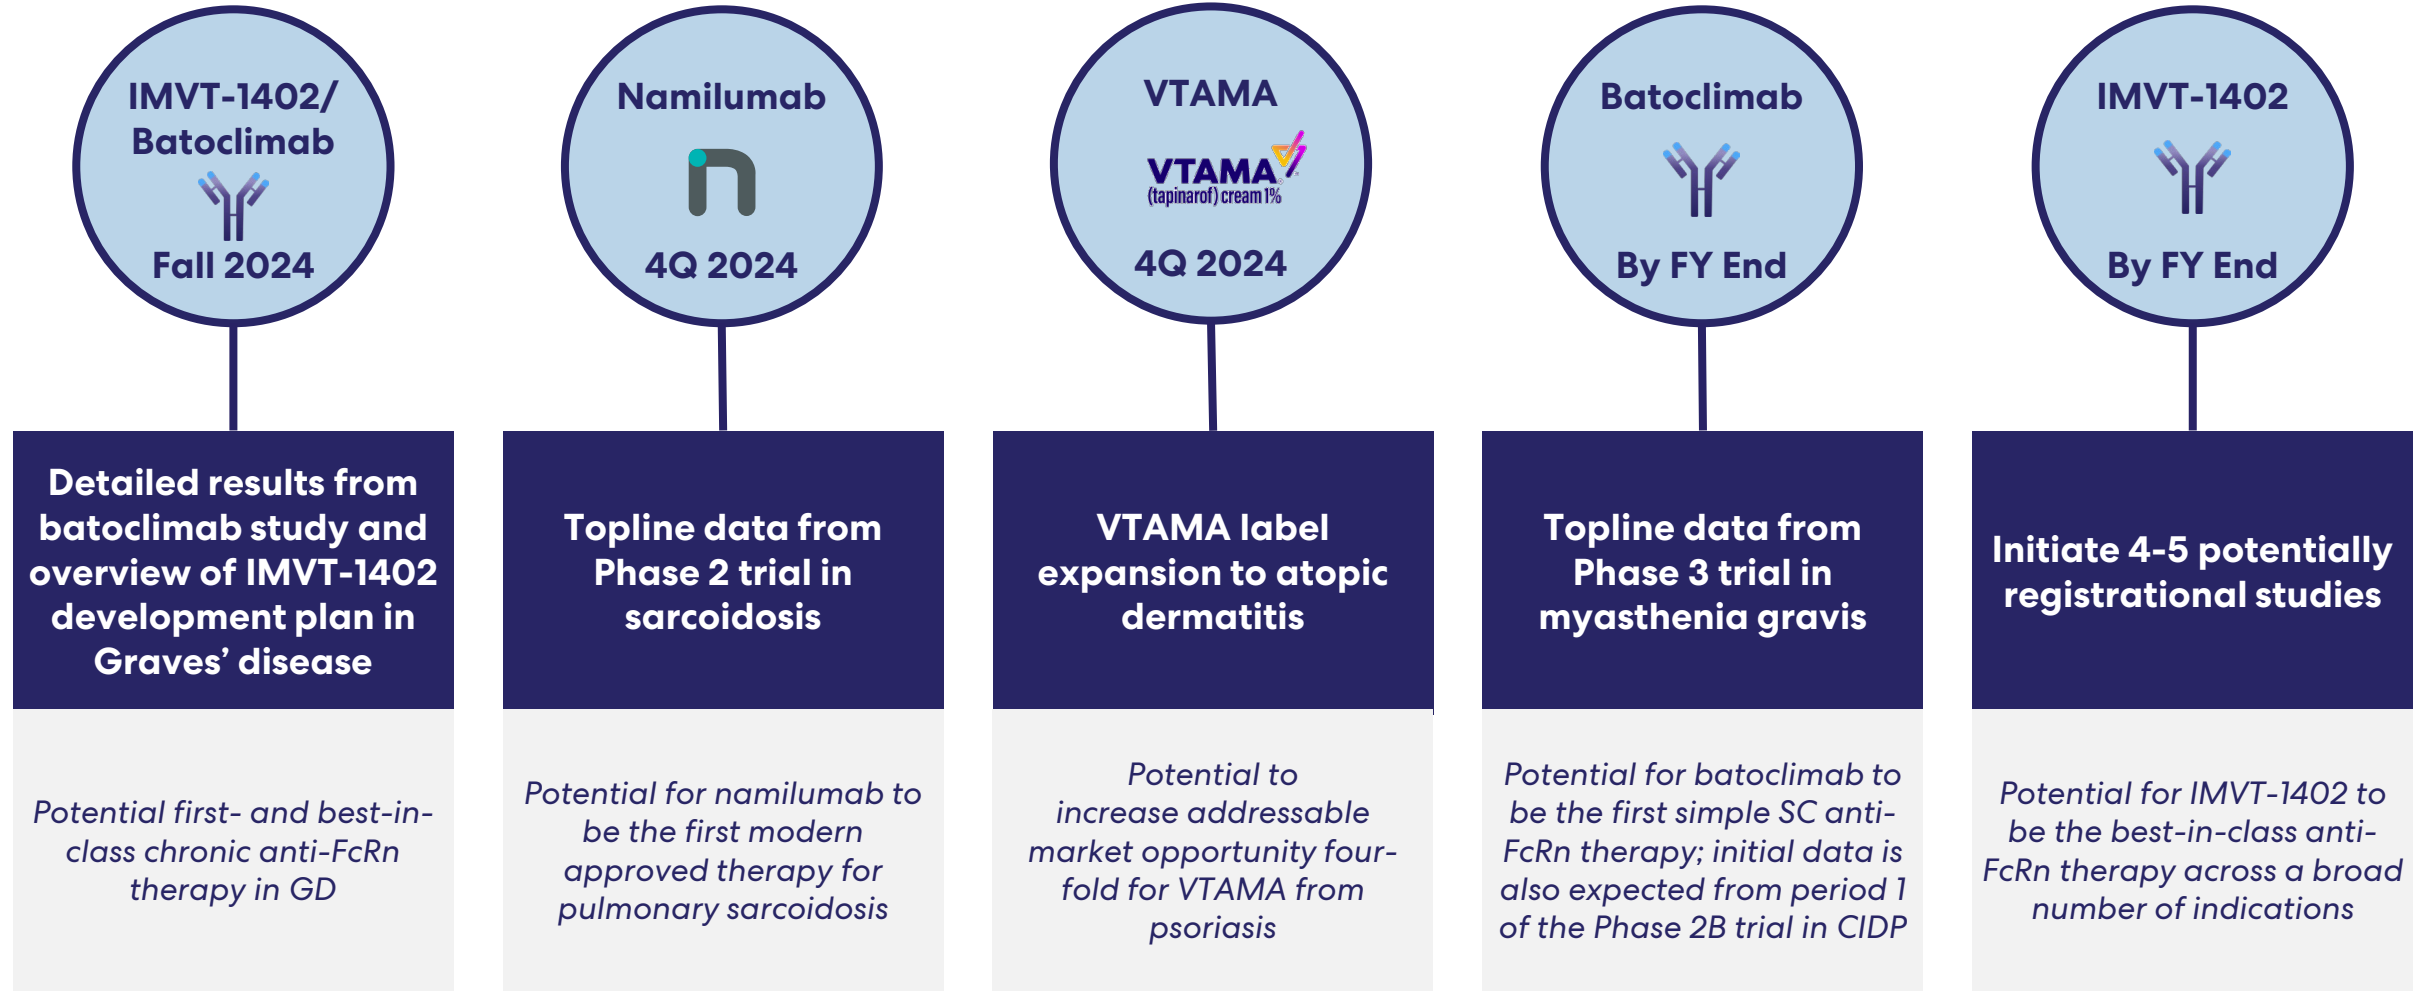 IMVT-1402/
Batoclimab
Fall 2024
Detailed results from
batoclimab study and
overview of IMVT-1402
development plan in
Graves’ disease
Potential first- and best-in-
class chronic anti-FcRn
therapy in GD
Namilumab
4Q 2024
Topline data from
Phase 2 trial in
sarcoidosis
Potential for namilumab to
be the first modern
approved therapy for
pulmonary sarcoidosis
VTAMA
VTAMA
(tapinarof) cream 1%
4Q 2024
VTAMA label
expansion to atopic
dermatitis
Potential to
increase addressable
market opportunity four-
fold for VTAMA from
psoriasis
Batoclimab
By FY End
Topline data from
Phase 3 trial in
myasthenia gravis
Potential for batoclimab to
be the first simple SC anti-
FcRn therapy; initial data is
also expected from period 1
of the Phase 2B trial in CIDP
IMVT-1402
By FY End
Initiate 4-5 potentially
registrational studies
Potential for IMVT-1402 to
be the best-in-class anti-
FcRn therapy across a broad
number of indications